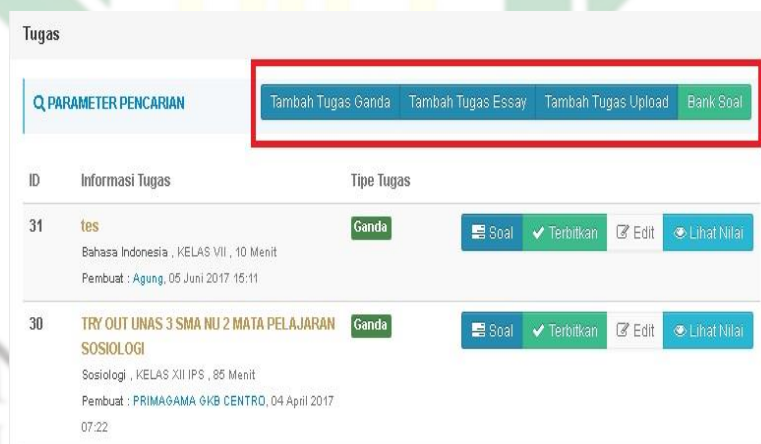 Tugas
PARAMETER PENCARIAN
Tambah Tugas Ganda Tambah Tugas Essay Tambah Tugas Upload Bank Soal
ID Informasi Tugas Tipe Tugas
31 tes Ganda Soal Terbitkan Edit Lihat Nilai
Bahasa Indonesia , KELAS VII , 10 Menit
Pembuat : Agung, 05 Juni 2017 15:11
30 TRY OUT UNAS 3 SMA NU 2 MATA PELAJARAN Ganda Soal Terbitkan Edit Lihat Nilai
SOSIOLOGI
Sosiologi , KELAS XII IPS , 85 Menit
Pembuat : PRIMAGAMA GKB CENTRO, 04 April 2017
07:22